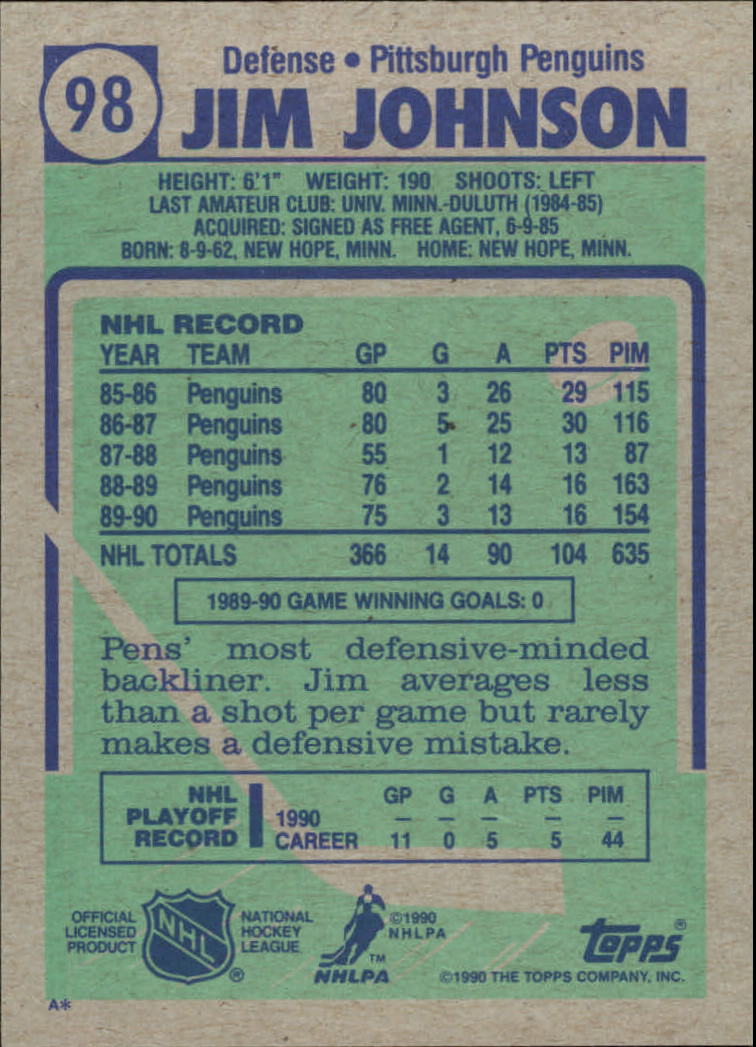 98
Defense • Pittsburgh Penguins
JIM JOHNSON
HEIGHT: 6'1" WEIGHT: 190 SHOOTS: LEFT
LAST AMATEUR CLUB: UNIV. MINN.-DULUTH (1984-85)
ACQUIRED: SIGNED AS FREE AGENT, 6-9-85
BORN: 8-9-62, NEW HOPE, MINN. HOME: NEW HOPE, MINN.
NHL RECORD
YEAR TEAM GP G A PTS PIM
85-86 Penguins 80 3 26 29 115
86-87 Penguins 80 5 25 30 116
87-88 Penguins 55 1 12 13 87
88-89 Penguins 76 2 14 16 163
89-90 Penguins 75 3 13 16 154
NHL TOTALS 366 14 90 104 635
1989-90 GAME WINNING GOALS: 0
Pens' most defensive-minded
backliner. Jim averages less
than a shot per game but rarely
makes a defensive mistake.
NHL PLAYOFF RECORD
GP G A PTS PIM
1990 – – – – –
CAREER 11 0 5 5 44
OFFICIAL
LICENSED
PRODUCT
NHL
®
NATIONAL
HOCKEY
LEAGUE
©1990
NHLPA
TM
NHLPA
Topps®
©1990 THE TOPPS COMPANY, INC.
A*